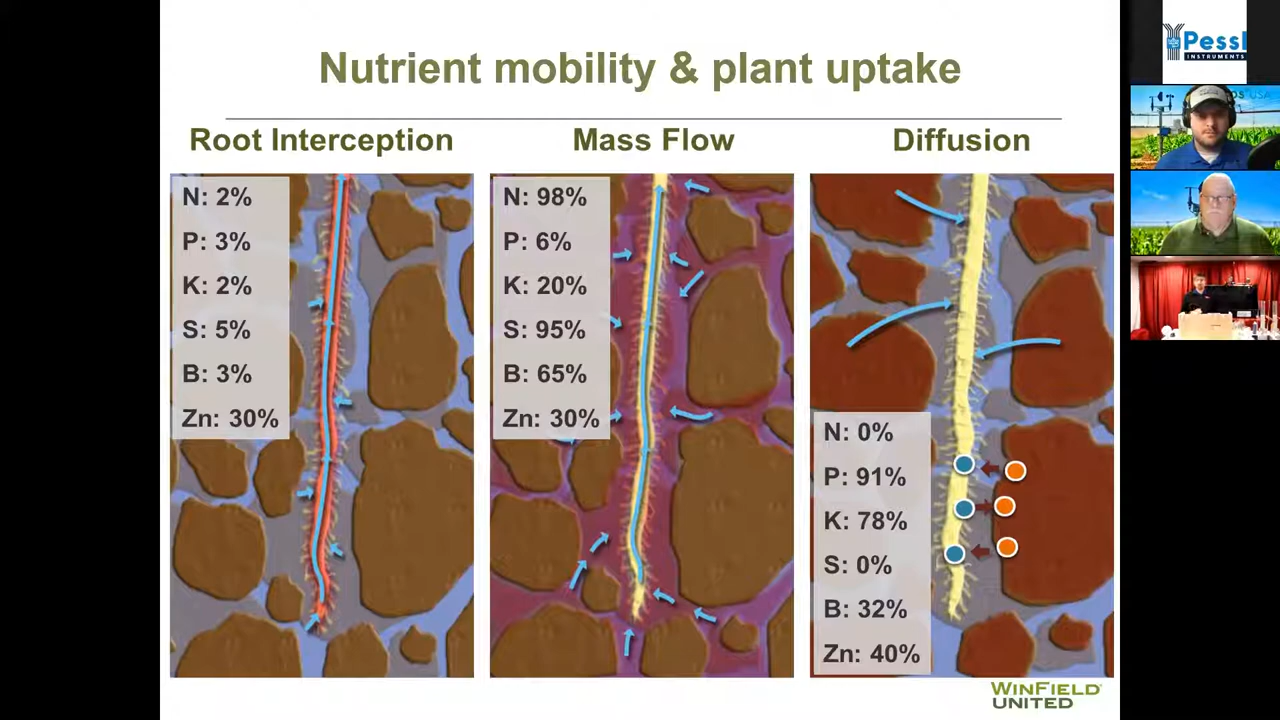 Nutrient mobility & plant uptake
Root Interception
N: 2%
P: 3%
K: 2%
S: 5%
B: 3%
Zn: 30%
Mass Flow
N: 98%
P: 6%
K: 20%
S: 95%
B: 65%
Zn: 30%
Diffusion
N: 0%
P: 91%
K: 78%
S: 0%
B: 32%
Zn: 40%
WINFIELD
UNITED
Pessl
INSTRUMENTS